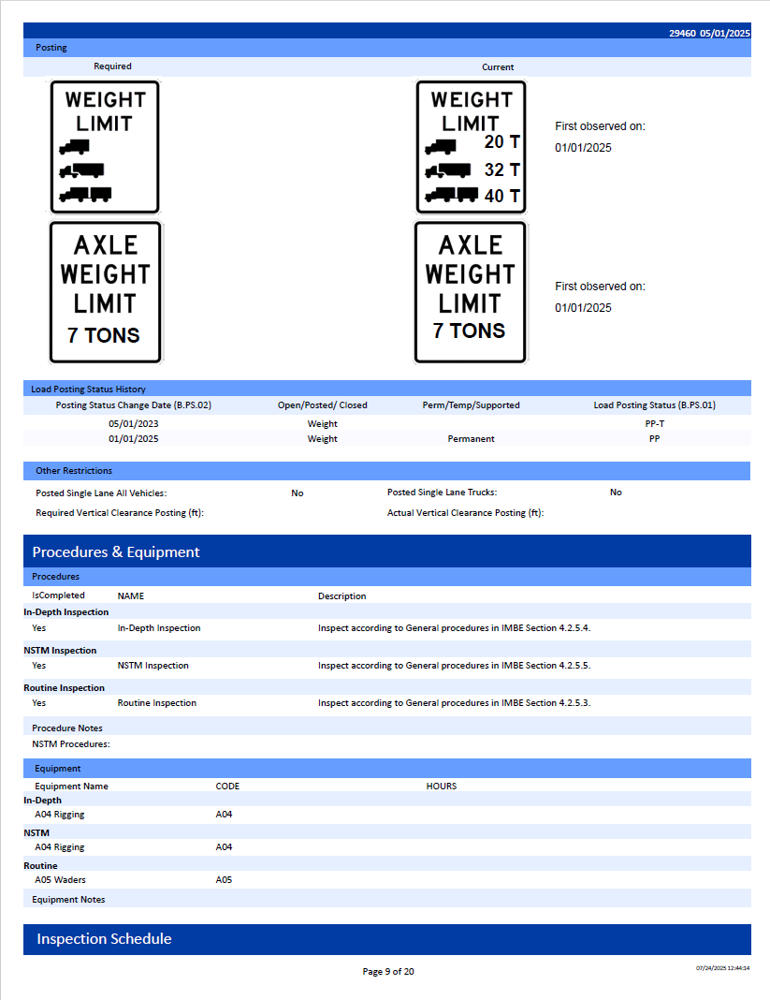 29460 05/01/2025
Posting
Required Current
WEIGHT
LIMIT
WEIGHT
LIMIT
20 T
32 T
40 T
First observed on:
01/01/2025
AXLE
WEIGHT
LIMIT
7 TONS
AXLE
WEIGHT
LIMIT
7 TONS
First observed on:
01/01/2025
Load Posting Status History
Posting Status Change Date (B.PS.02) Open/Posted/ Closed Perm/Temp/Supported Load Posting Status (B.PS.01)
05/01/2023 Weight PP-T
01/01/2025 Weight Permanent PP
Other Restrictions
Posted Single Lane All Vehicles: No Posted Single Lane Trucks: No
Required Vertical Clearance Posting (ft): Actual Vertical Clearance Posting (ft):
Procedures & Equipment
Procedures
IsCompleted NAME Description
In-Depth Inspection
Yes In-Depth Inspection Inspect according to General procedures in IMBE Section 4.2.5.4.
NSTM Inspection
Yes NSTM Inspection Inspect according to General procedures in IMBE Section 4.2.5.5.
Routine Inspection
Yes Routine Inspection Inspect according to General procedures in IMBE Section 4.2.5.3.
Procedure Notes
NSTM Procedures:
Equipment
Equipment Name CODE HOURS
In-Depth
A04 Rigging A04
NSTM
A04 Rigging A04
Routine
A05 Waders A05
Equipment Notes
Inspection Schedule
Page 9 of 20
07/24/2025 12:44:14